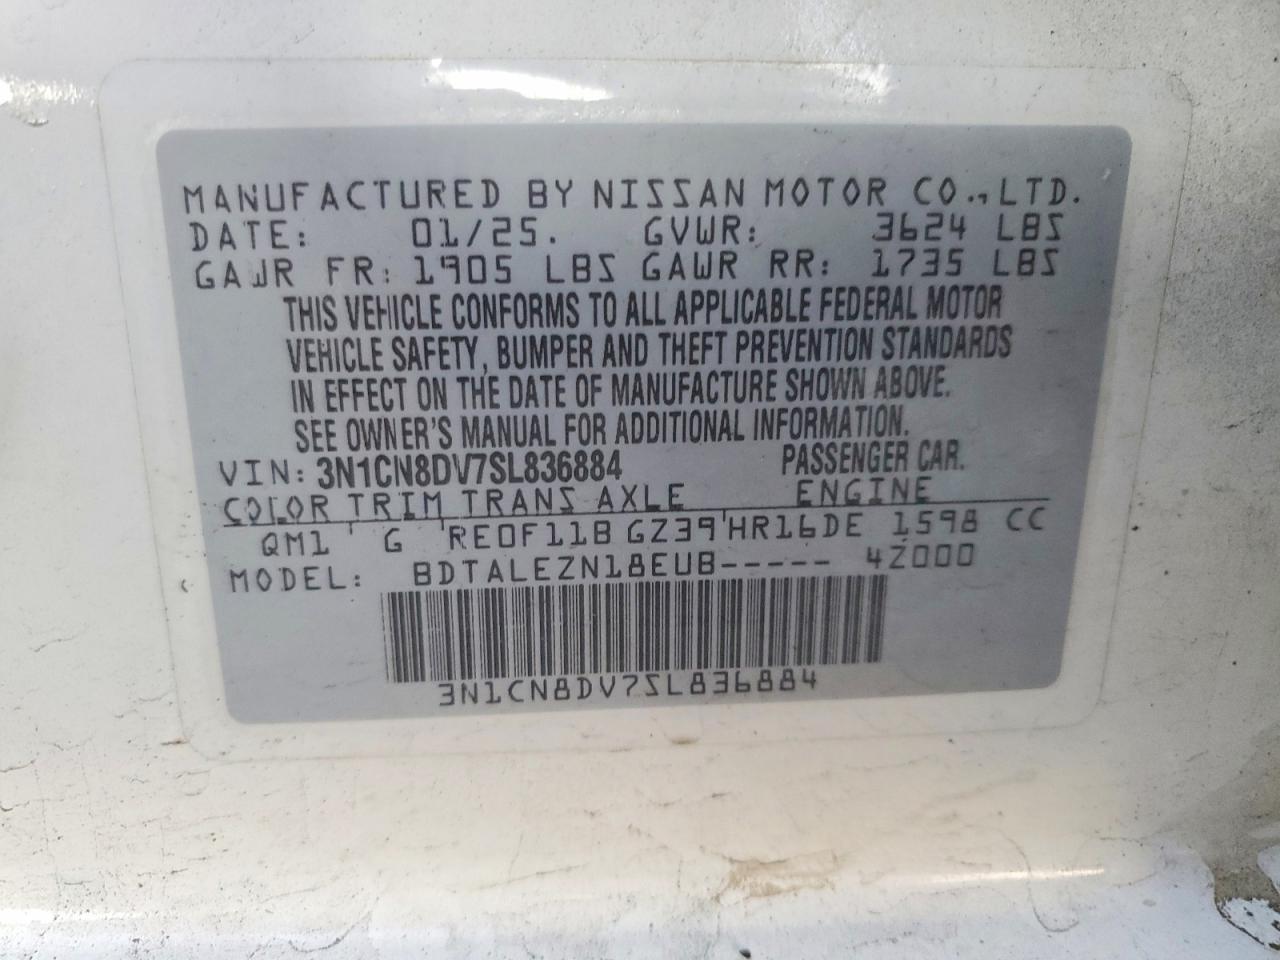 MANUFACTURED BY NISSAN MOTOR CO.,LTD.
DATE: 01/25. GVWR: 3624 LBS
GAWR FR: 1905 LBS GAWR RR: 1735 LBS
THIS VEHICLE CONFORMS TO ALL APPLICABLE FEDERAL MOTOR
VEHICLE SAFETY, BUMPER AND THEFT PREVENTION STANDARDS
IN EFFECT ON THE DATE OF MANUFACTURE SHOWN ABOVE.
SEE OWNER'S MANUAL FOR ADDITIONAL INFORMATION.
VIN: 3N1CN8DV7SL836884 PASSENGER CAR.
COLOR TRIM TRANS AXLE ENGINE
QM1 G RE0F11B GZ39 HR16DE 1598 CC
MODEL: BDTALEZN18EUB----- 4Z000
3N1CN8DV7SL836884